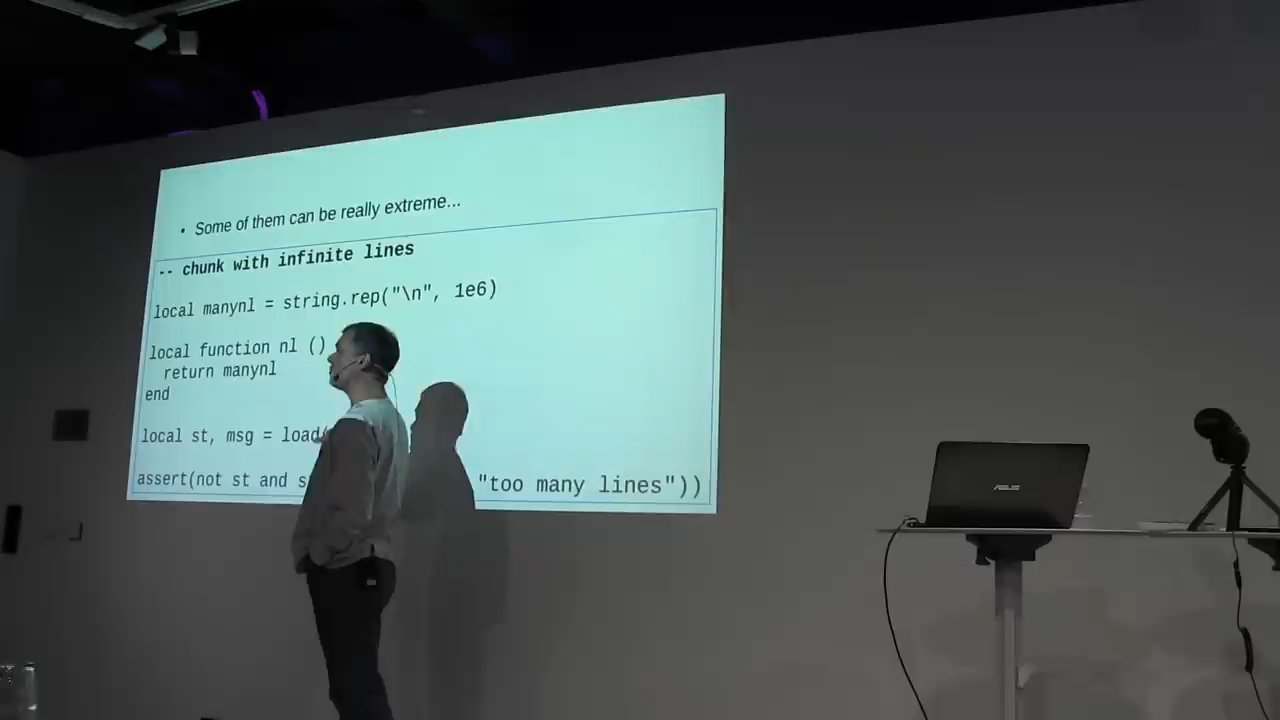 • Some of them can be really extreme...
-- chunk with infinite lines
local manynl = string.rep("\n", 1e6)
local function nl ()
return manynl
end
local st, msg = load(
assert(not st and s "too many lines"))
ASUS